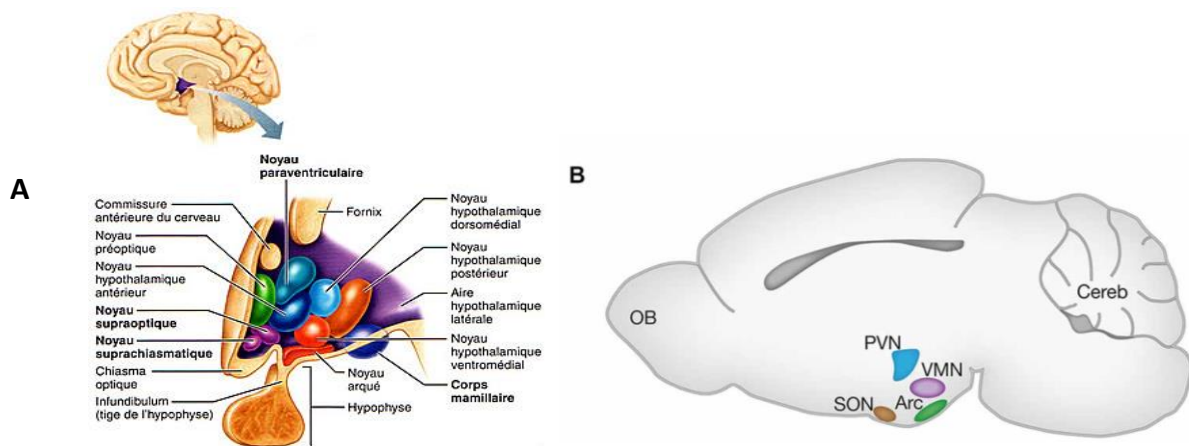 A
Noyau
paraventriculaire
Commissure
antérieure du cerveau
Noyau
préoptique
Noyau
hypothalamique
antérieur
Noyau
supraoptique
Noyau
suprachiasmatique
Chiasma
optique
Infundibulum
(tige de l'hypophyse)
Fornix
Noyau
hypothalamique
dorsomédial
Noyau
hypothalamique
postérieur
Aire
hypothalamique
latérale
Noyau
hypothalamique
ventromédial
Corps
mamillaire
Noyau
arqué
Hypophyse
B
OB
Cereb
PVN
VMN
SON
Arc